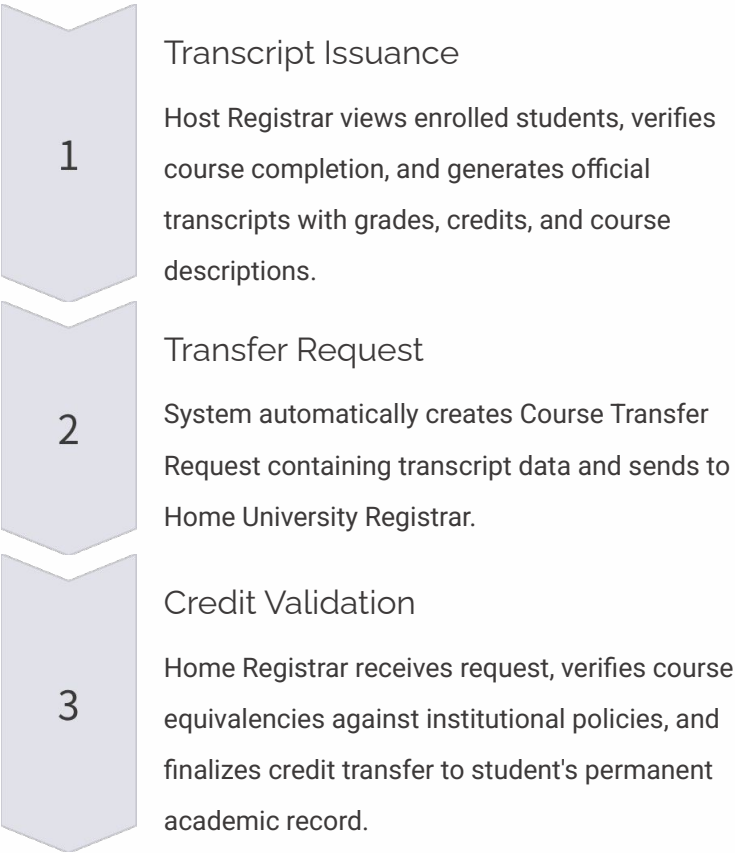 1
Transcript Issuance
Host Registrar views enrolled students, verifies
course completion, and generates official
transcripts with grades, credits, and course
descriptions.
2
Transfer Request
System automatically creates Course Transfer
Request containing transcript data and sends to
Home University Registrar.
3
Credit Validation
Home Registrar receives request, verifies course
equivalencies against institutional policies, and
finalizes credit transfer to student's permanent
academic record.